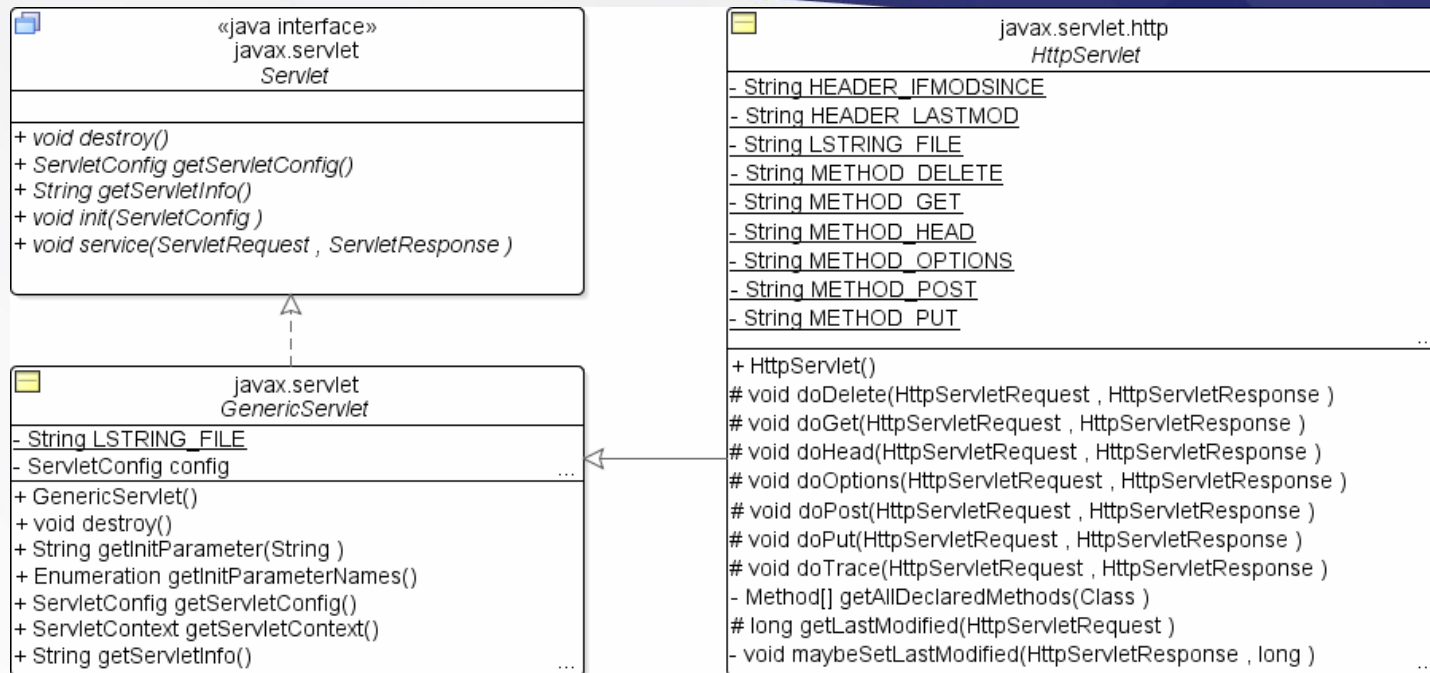 «java interface»
javax.servlet
Servlet
+ void destroy()
+ ServletConfig getServletConfig()
+ String getServletInfo()
+ void init(ServletConfig )
+ void service(ServletRequest , ServletResponse )
javax.servlet
GenericServlet
- String LSTRING_FILE
- ServletConfig config
...
+ GenericServlet()
+ void destroy()
+ String getInitParameter(String )
+ Enumeration getInitParameterNames()
+ ServletConfig getServletConfig()
+ ServletContext getServletContext()
+ String getServletInfo()
...
javax.servlet.http
HttpServlet
- String HEADER_IFMODSINCE
- String HEADER_LASTMOD
- String LSTRING_FILE
- String METHOD_DELETE
- String METHOD_GET
- String METHOD_HEAD
- String METHOD_OPTIONS
- String METHOD_POST
- String METHOD_PUT
...
+ HttpServlet()
# void doDelete(HttpServletRequest , HttpServletResponse )
# void doGet(HttpServletRequest , HttpServletResponse )
# void doHead(HttpServletRequest , HttpServletResponse )
# void doOptions(HttpServletRequest , HttpServletResponse )
# void doPost(HttpServletRequest , HttpServletResponse )
# void doPut(HttpServletRequest , HttpServletResponse )
# void doTrace(HttpServletRequest , HttpServletResponse )
- Method[] getAllDeclaredMethods(Class )
# long getLastModified(HttpServletRequest )
- void maybeSetLastModified(HttpServletResponse , long )
...